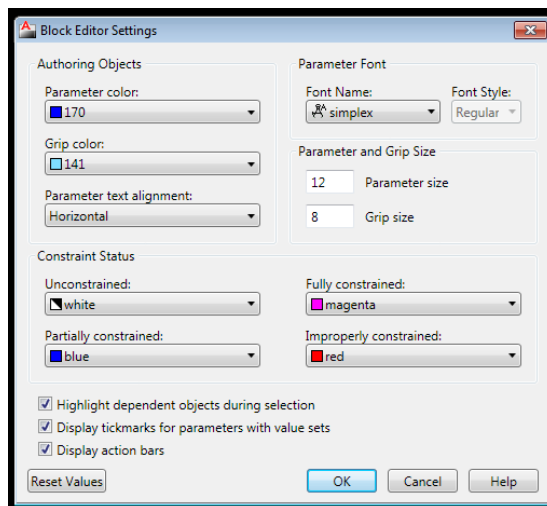 Block Editor Settings
Authoring Objects
Parameter color:
170
Grip color:
141
Parameter text alignment:
Horizontal
Parameter Font
Font Name:
Font Style:
simplex
Regular
Parameter and Grip Size
12
Parameter size
8
Grip size
Constraint Status
Unconstrained:
white
Fully constrained:
magenta
Partially constrained:
blue
Improperly constrained:
red
Highlight dependent objects during selection
Display tickmarks for parameters with value sets
Display action bars
Reset Values
OK
Cancel
Help